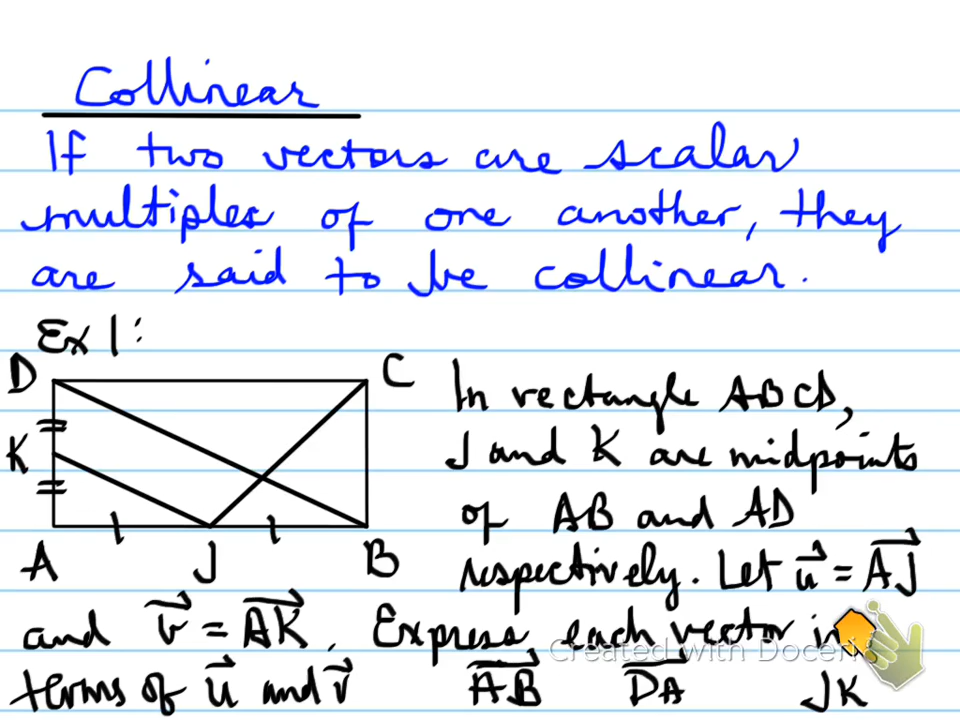 Collinear
If two vectors are scalar
multiples of one another, they
are said to be collinear.
Ex 1:
D
C
K
A
J
B
In rectangle ABCD,
J and K are midpoints
of AB and AD
respectively. Let u⃗ = AJ⃗
and v⃗ = AK⃗. Express each vector in
terms of u⃗ and v⃗ AB⃗ DA⃗ JK
Created with Doceri